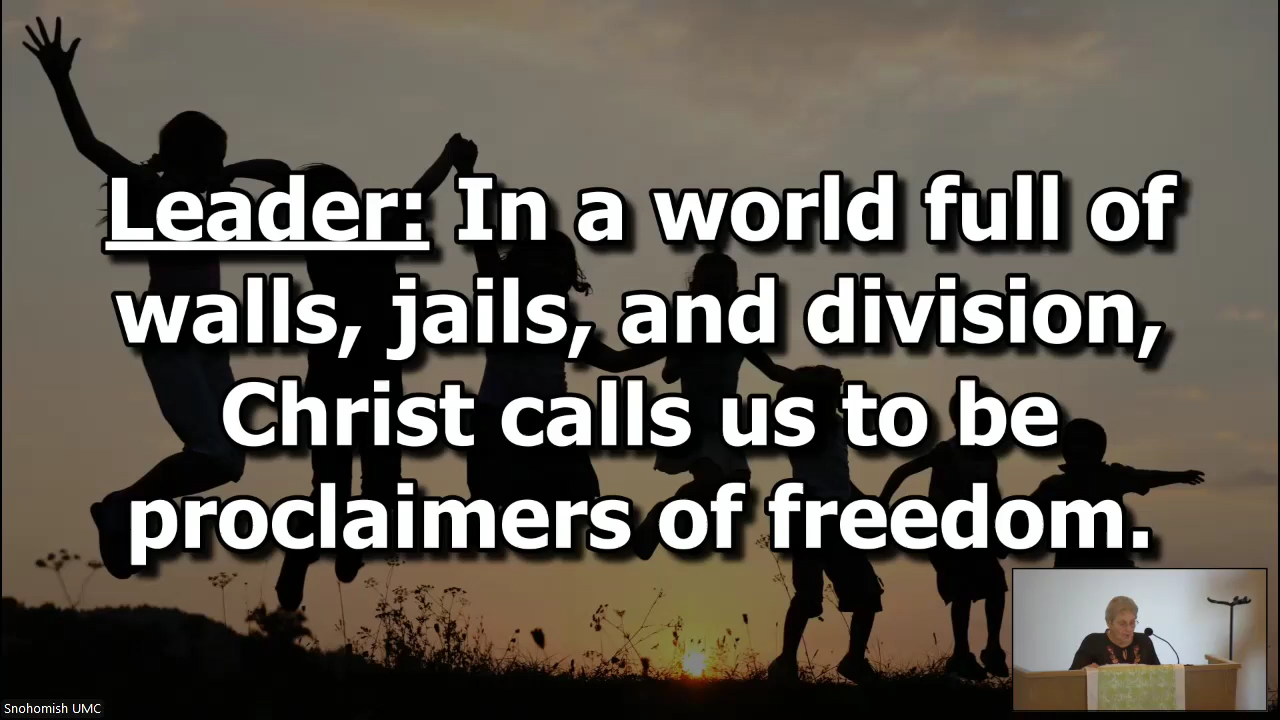 Leader: In a world full of
walls, jails, and division,
Christ calls us to be
proclaimers of freedom.
Snohomish UMC